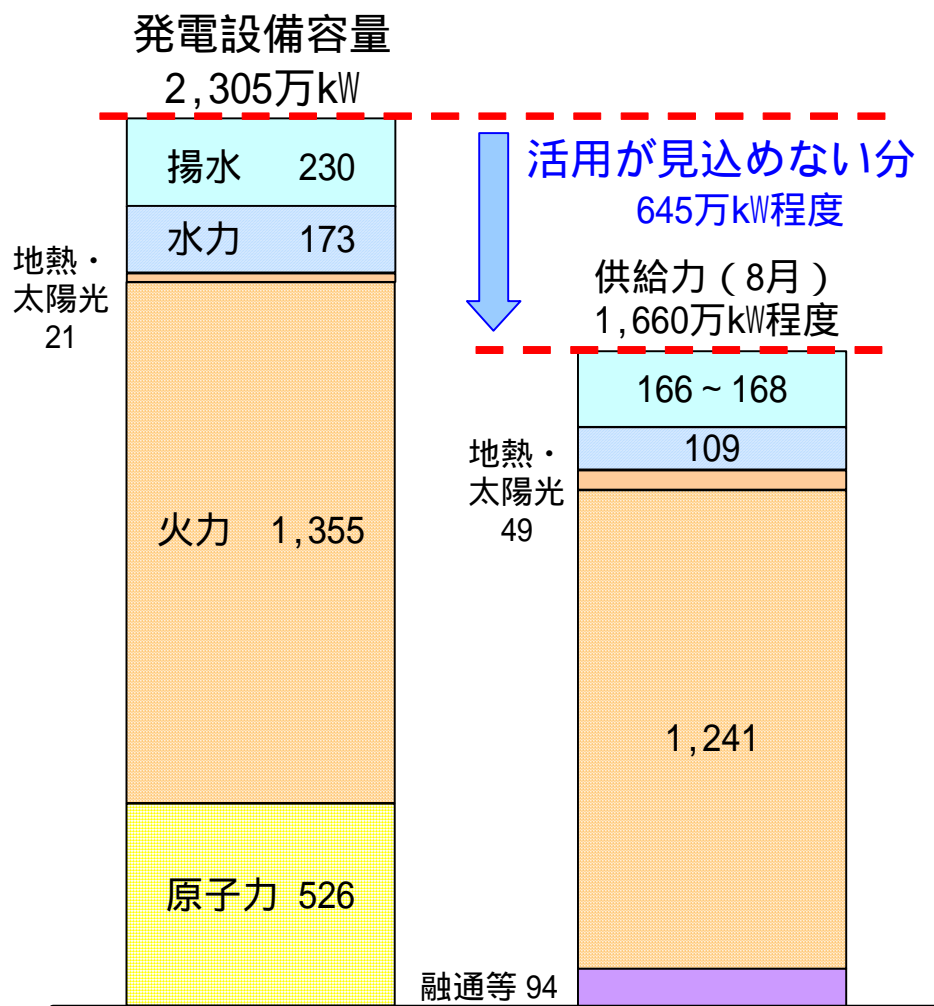 発電設備容量
2,305万kW
揚水 230
水力 173
地熱・
太陽光
21
火力 1,355
原子力 526
活用が見込めない分
645万kW程度
供給力(8月)
1,660万kW程度
166~168
109
地熱・
太陽光
49
1,241
融通等 94